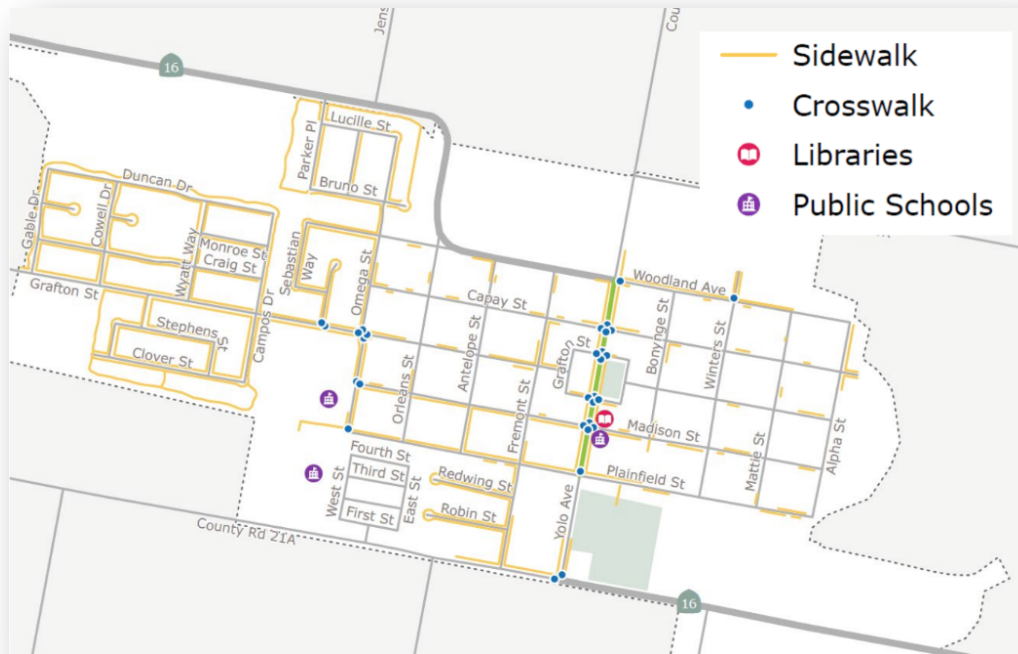 Jens
Cou
16
Sidewalk
Crosswalk
Libraries
Public Schools
Lucille St
Parker Pl
Bruno St
Duncan Dr
Gable Dr
Cowell Dr
Wyatt Way
Monroe St
Craig St
Sebastian
Way
Omega St
Campos Dr
Grafton St
Stephens
St
Clover St
Woodland Ave
Capay St
Grafton St
Bonynge St
Winters St
Antelope St
Orleans St
Fremont St
Madison St
Mattie St
Alpha St
Plainfield St
Fourth St
Third St
First St
West St
East St
Redwing St
Robin St
Yolo Ave
County Rd 21A
16